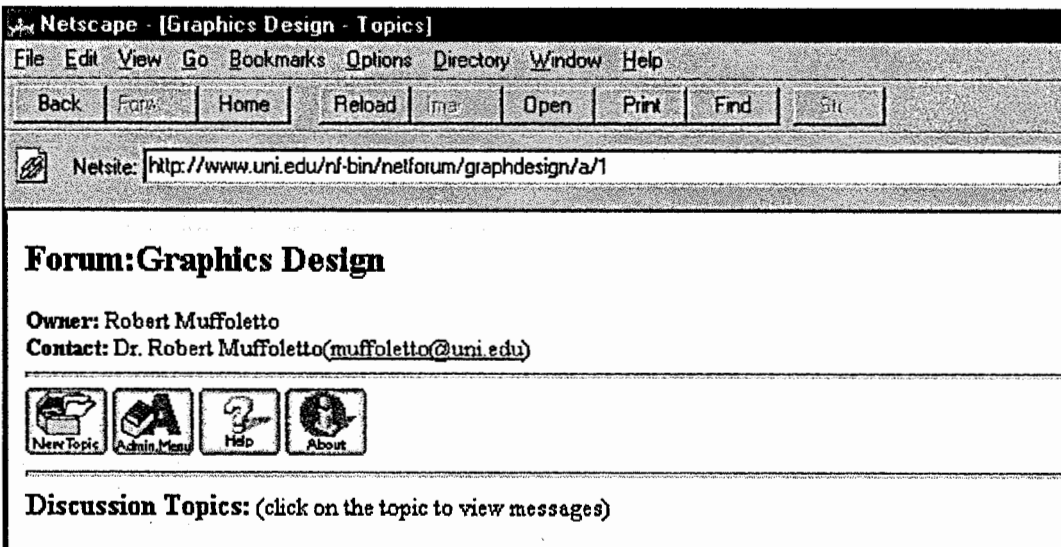 Netscape - [Graphics Design - Topics]
File Edit View Go Bookmarks Options Directory Window Help
Back Home Reload Open Print Find
Netsite: http://www.uni.edu/nf-bin/netforum/graphdesign/a/1
Forum:Graphics Design
Owner: Robert Muffoletto
Contact: Dr. Robert Muffoletto(muffoletto@uni.edu)
New Topic Admin.Menu Help About
Discussion Topics: (click on the topic to view messages)